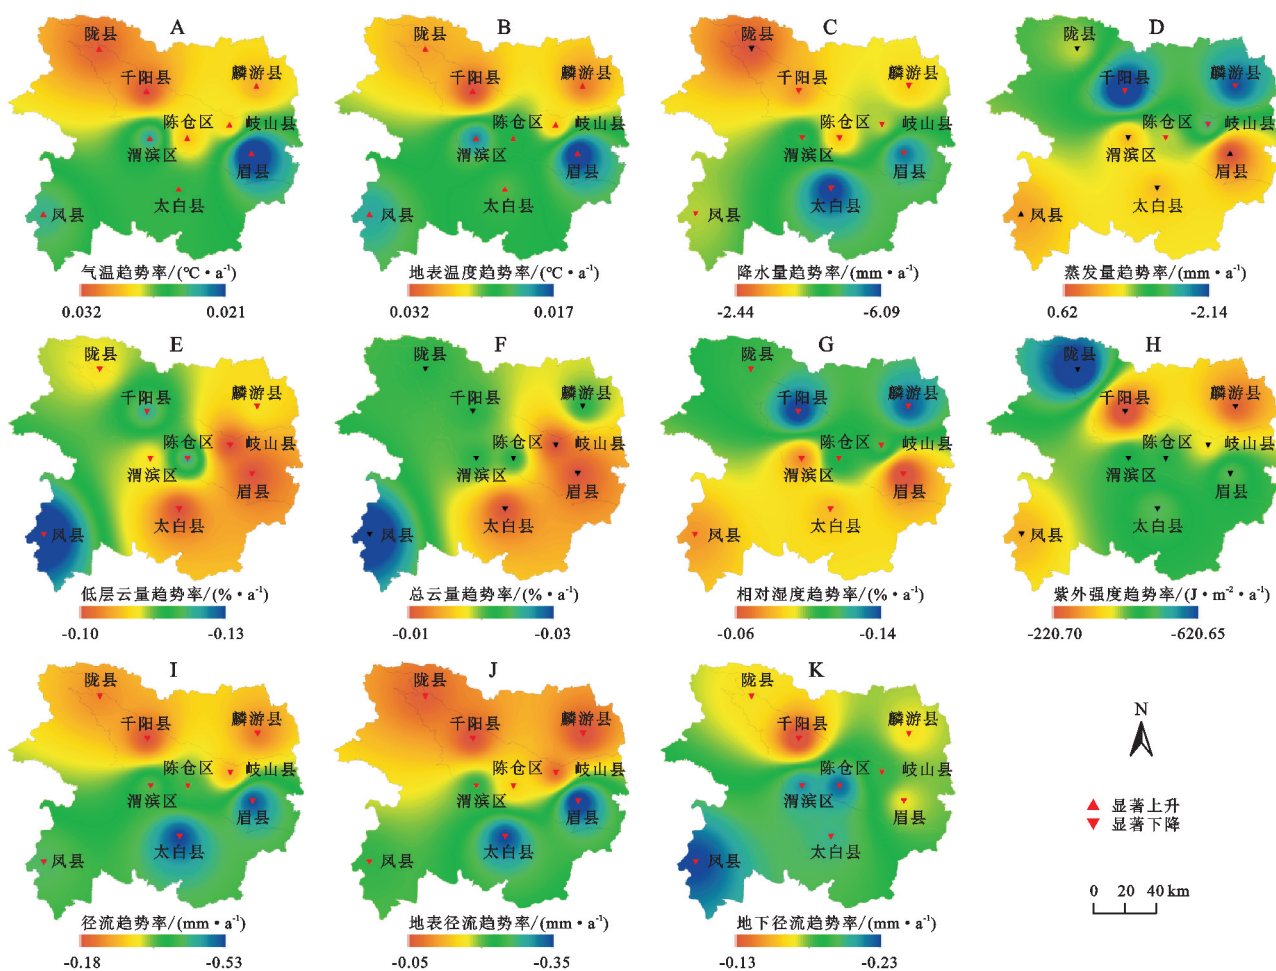 A
陇县
千阳县
麟游县
陈仓区
岐山县
渭滨区
眉县
太白县
凤县
气温趋势率/(℃·a⁻¹)
0.032 0.021
B
陇县
千阳县
麟游县
陈仓区
岐山县
渭滨区
眉县
太白县
凤县
地表温度趋势率/(℃·a⁻¹)
0.032 0.017
C
陇县
千阳县
麟游县
陈仓区
岐山县
渭滨区
眉县
太白县
凤县
降水量趋势率/(mm·a⁻¹)
-2.44 -6.09
D
陇县
千阳县
麟游县
陈仓区
岐山县
渭滨区
眉县
太白县
凤县
蒸发量趋势率/(mm·a⁻¹)
0.62 -2.14
E
陇县
千阳县
麟游县
陈仓区
岐山县
渭滨区
眉县
太白县
凤县
低层云量趋势率/(%·a⁻¹)
-0.10 -0.13
F
陇县
千阳县
麟游县
陈仓区
岐山县
渭滨区
眉县
太白县
凤县
总云量趋势率/(%·a⁻¹)
-0.01 -0.03
G
陇县
千阳县
麟游县
陈仓区
岐山县
渭滨区
眉县
太白县
凤县
相对湿度趋势率/(%·a⁻¹)
-0.06 -0.14
H
陇县
千阳县
麟游县
陈仓区
岐山县
渭滨区
眉县
太白县
凤县
紫外强度趋势率/(J·m⁻²·a⁻¹)
-220.70 -620.65
I
陇县
千阳县
麟游县
陈仓区
岐山县
渭滨区
眉县
太白县
凤县
径流趋势率/(mm·a⁻¹)
-0.18 -0.53
J
陇县
千阳县
麟游县
陈仓区
岐山县
渭滨区
眉县
太白县
凤县
地表径流趋势率/(mm·a⁻¹)
-0.05 -0.35
K
陇县
千阳县
麟游县
陈仓区
岐山县
渭滨区
眉县
太白县
凤县
地下径流趋势率/(mm·a⁻¹)
-0.13 -0.23
N
显著上升
显著下降
0 20 40 km